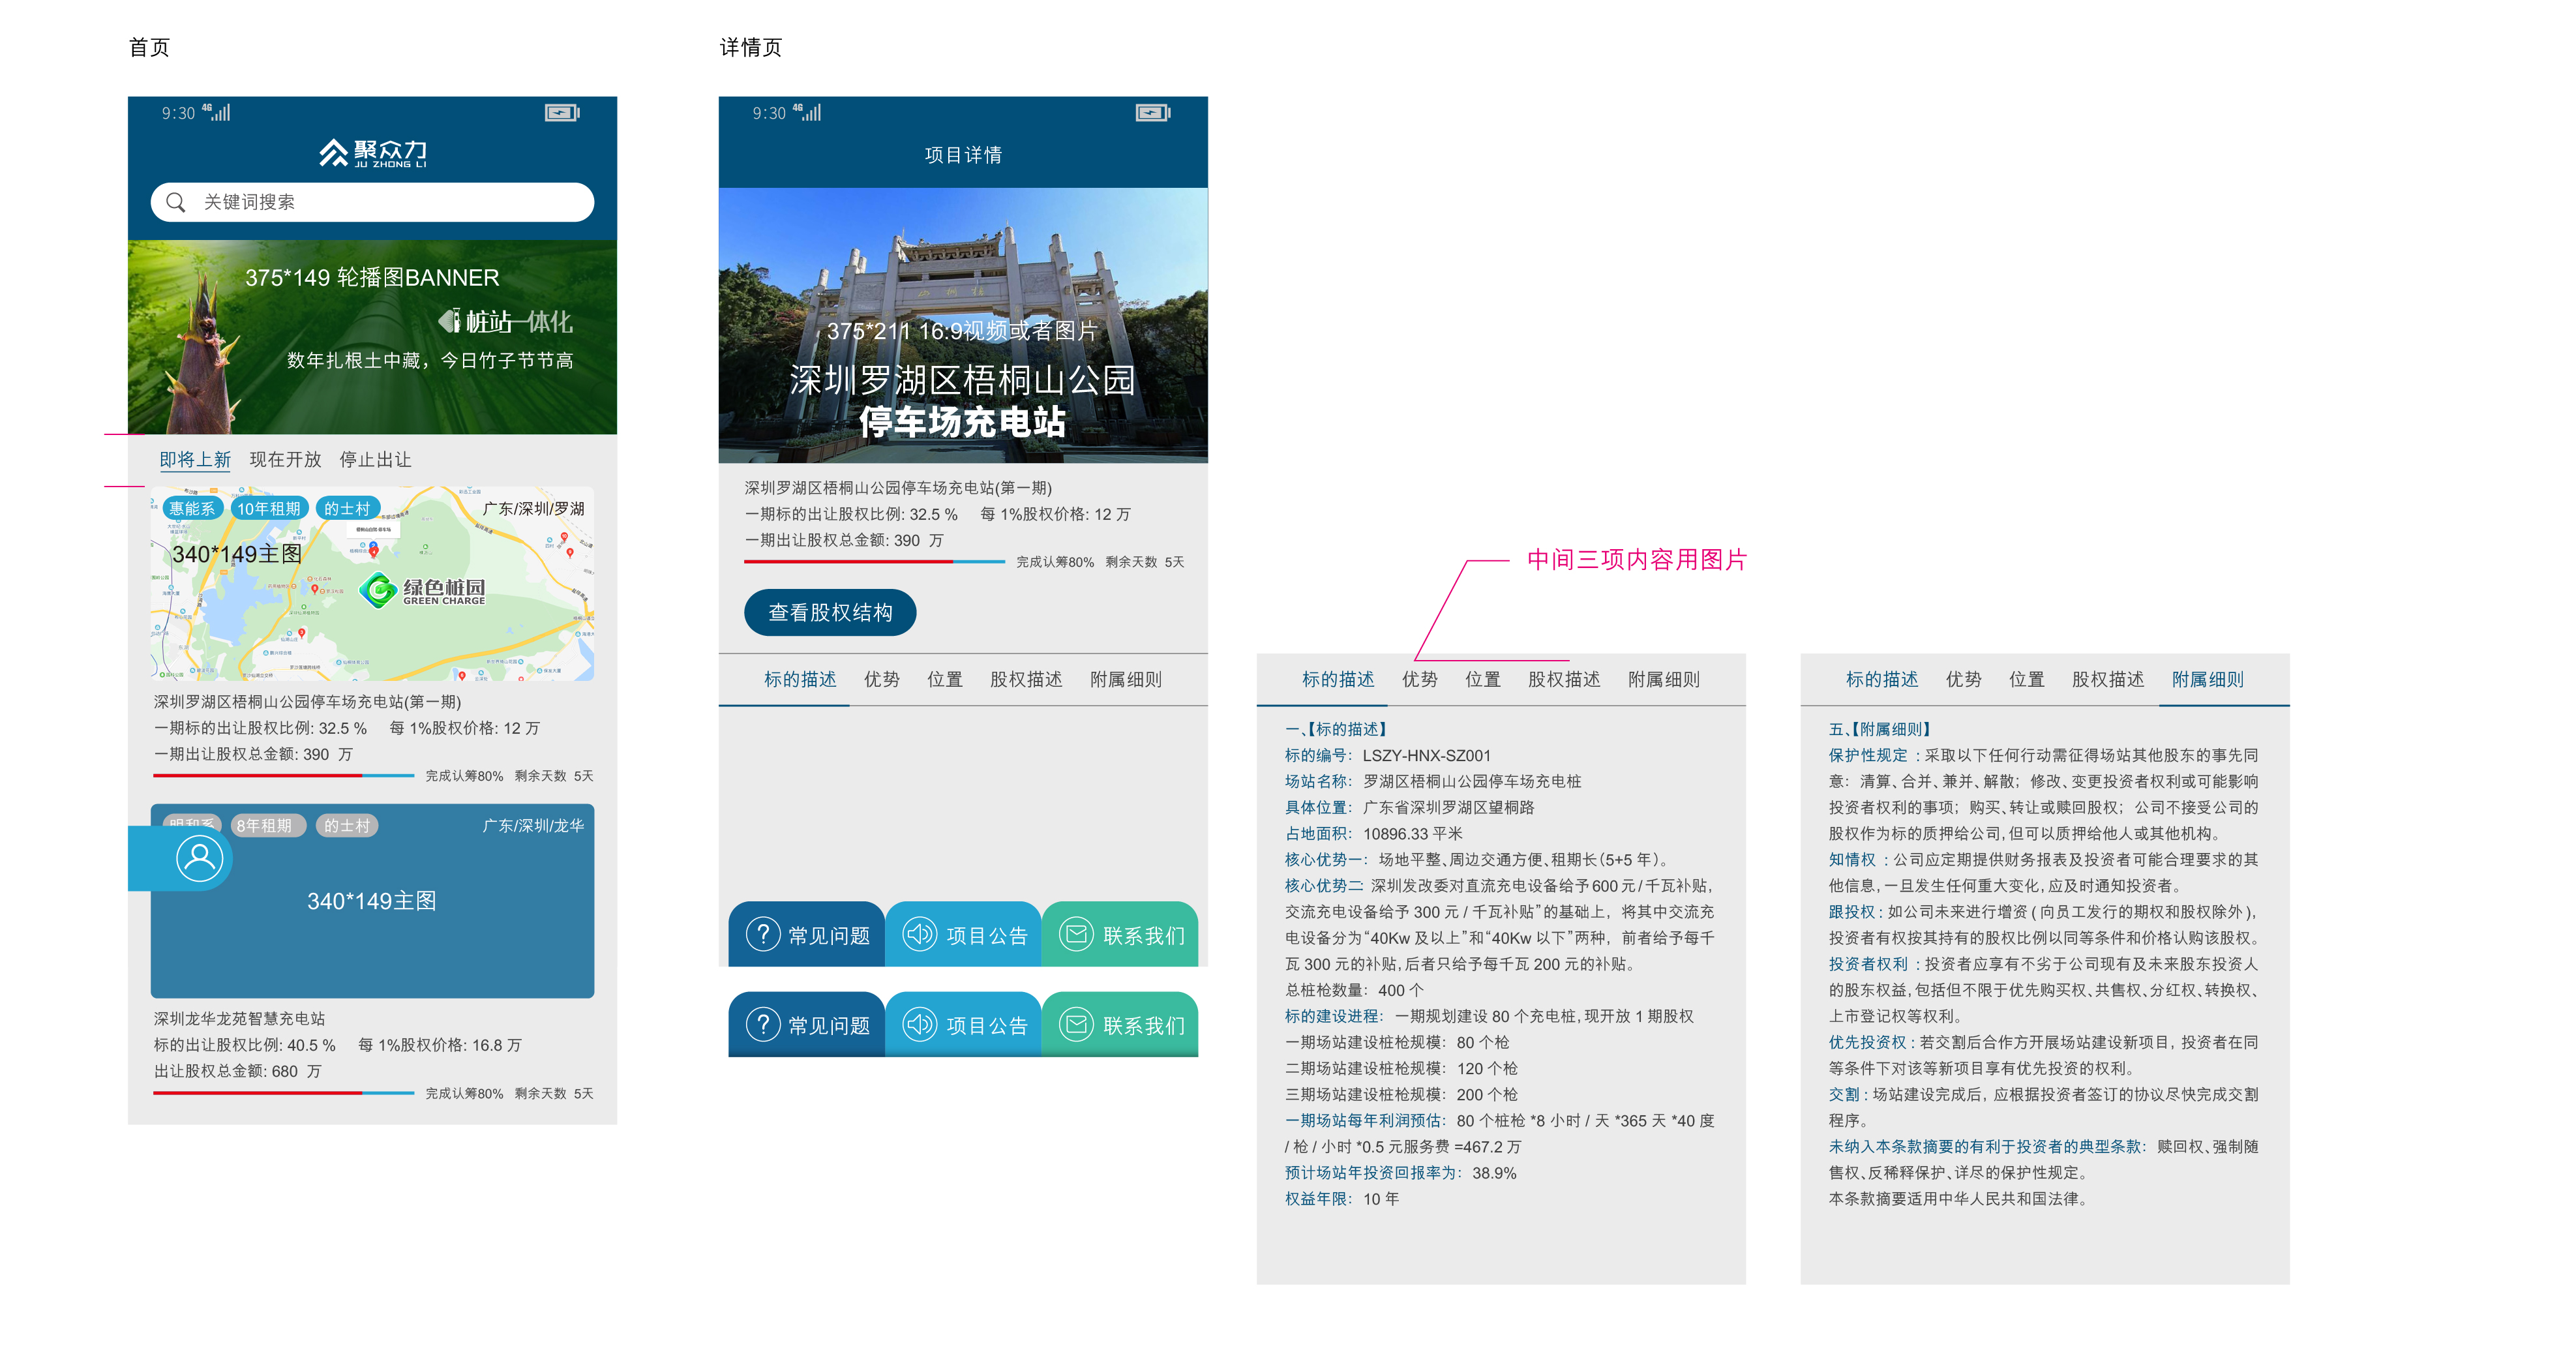 首页
9:30 4G
聚众力
JU ZHONG LI
关键词搜索
375*149 轮播图BANNER
桩站一体化
数年扎根土中藏，今日竹子节节高
即将上新 现在开放 停止出让
惠能系 10年租期 的士村 广东/深圳/罗湖
340*149主图
绿色桩园
GREEN CHARGE
深圳罗湖区梧桐山公园停车场充电站(第一期)
一期标的出让股权比例: 32.5 % 每 1%股权价格: 12 万
一期出让股权总金额: 390 万
完成认筹80% 剩余天数 5天
明和系 8年租期 的士村 广东/深圳/龙华
340*149主图
深圳龙华龙苑智慧充电站
标的出让股权比例: 40.5 % 每 1%股权价格: 16.8 万
出让股权总金额: 680 万
完成认筹80% 剩余天数 5天
详情页
9:30 4G
项目详情
375*211 16:9视频或者图片
深圳罗湖区梧桐山公园
停车场充电站
深圳罗湖区梧桐山公园停车场充电站(第一期)
一期标的出让股权比例: 32.5 % 每 1%股权价格: 12 万
一期出让股权总金额: 390 万
完成认筹80% 剩余天数 5天
查看股权结构
标的描述 优势 位置 股权描述 附属细则
常见问题 项目公告 联系我们
常见问题 项目公告 联系我们
中间三项内容用图片
标的描述 优势 位置 股权描述 附属细则
一、【标的描述】
标的编号：LSZY-HNX-SZ001
场站名称：罗湖区梧桐山公园停车场充电桩
具体位置：广东省深圳罗湖区望桐路
占地面积：10896.33 平米
核心优势一：场地平整、周边交通方便、租期长（5+5 年）。
核心优势二：深圳发改委对直流充电设备给予 600 元 / 千瓦补贴，
交流充电设备给予 300 元 / 千瓦补贴”的基础上，将其中交流充
电设备分为“40Kw 及以上”和“40Kw 以下”两种，前者给予每千
瓦 300 元的补贴，后者只给予每千瓦 200 元的补贴。
总桩枪数量：400 个
标的建设进程：一期规划建设 80 个充电桩，现开放 1 期股权
一期场站建设桩枪规模：80 个枪
二期场站建设桩枪规模：120 个枪
三期场站建设桩枪规模：200 个枪
一期场站每年利润预估：80 个桩枪 *8 小时 / 天 *365 天 *40 度
/ 枪 / 小时 *0.5 元服务费 =467.2 万
预计场站年投资回报率为：38.9%
权益年限：10 年
标的描述 优势 位置 股权描述 附属细则
五、【附属细则】
保护性规定 : 采取以下任何行动需征得场站其他股东的事先同
意：清算、合并、兼并、解散；修改、变更投资者权利或可能影响
投资者权利的事项；购买、转让或赎回股权；公司不接受公司的
股权作为标的质押给公司，但可以质押给他人或其他机构。
知情权 : 公司应定期提供财务报表及投资者可能合理要求的其
他信息，一旦发生任何重大变化，应及时通知投资者。
跟投权 : 如公司未来进行增资 ( 向员工发行的期权和股权除外 )，
投资者有权按其持有的股权比例以同等条件和价格认购该股权。
投资者权利 : 投资者应享有不劣于公司现有及未来股东投资人
的股东权益，包括但不限于优先购买权、共售权、分红权、转换权、
上市登记权等权利。
优先投资权 : 若交割后合作方开展场站建设新项目，投资者在同
等条件下对该等新项目享有优先投资的权利。
交割 : 场站建设完成后，应根据投资者签订的协议尽快完成交割
程序。
未纳入本条款摘要的有利于投资者的典型条款：赎回权、强制随
售权、反稀释保护、详尽的保护性规定。
本条款摘要适用中华人民共和国法律。